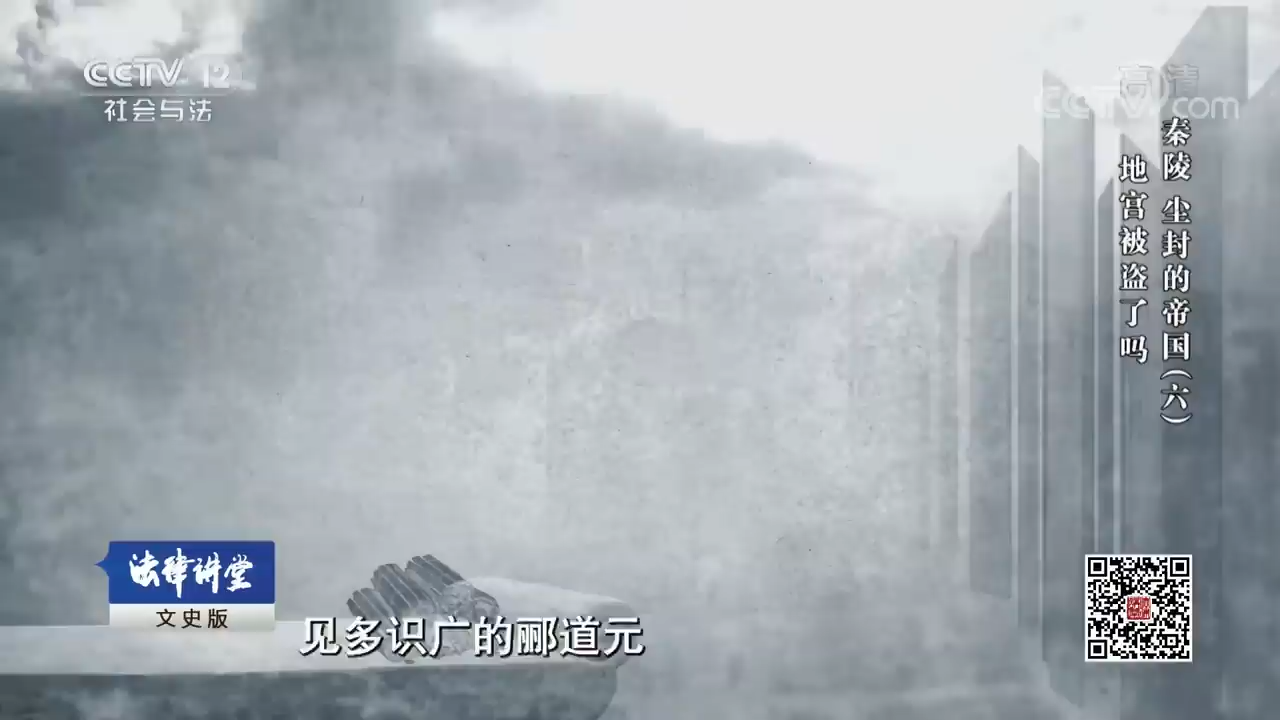 CCTV 12
社会与法
高清
CCTV.com
秦陵 尘封的帝国(六)
地宫被盗了吗
法律讲堂
文史版
见多识广的郦道元